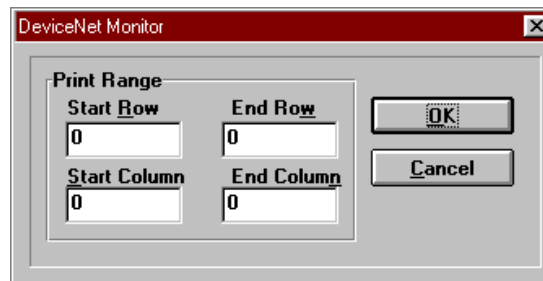 DeviceNet Monitor
Print Range
Start Row End Row
0 0
Start Column End Column
0 0
OK
Cancel